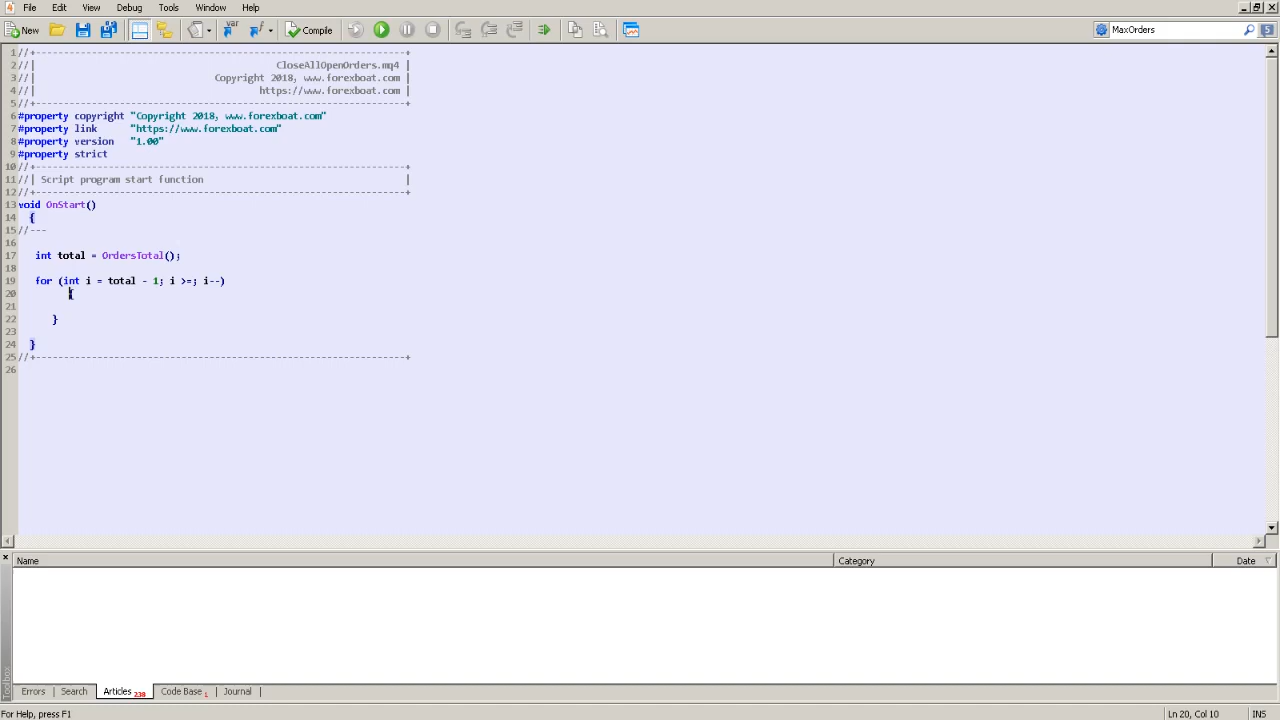 File Edit View Debug Tools Window Help
New Compile MaxOrders 5
1//+------------------------------------------------------------------+
2//| CloseAllOpenOrders.mq4 |
3//| Copyright 2018, www.forexboat.com |
4//| https://www.forexboat.com |
5//+------------------------------------------------------------------+
6#property copyright "Copyright 2018, www.forexboat.com"
7#property link "https://www.forexboat.com"
8#property version "1.00"
9#property strict
10//+------------------------------------------------------------------+
11//| Script program start function |
12//+------------------------------------------------------------------+
13void OnStart()
14 {
15//---
16
17 int total = OrdersTotal();
18
19 for (int i = total - 1; i >=; i--)
20 {
21
22 }
23
24 }
25//+------------------------------------------------------------------+
26
Name Category Date
Toolbox
Errors Search Articles 238 Code Base 1 Journal
For Help, press F1 Ln 20, Col 10 INS